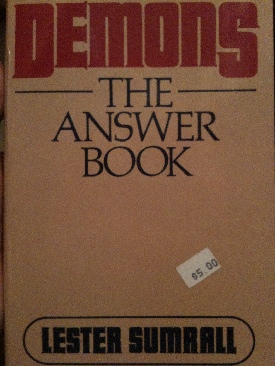 DEMONS
THE
ANSWER
BOOK
$5.00
LESTER SUMRALL